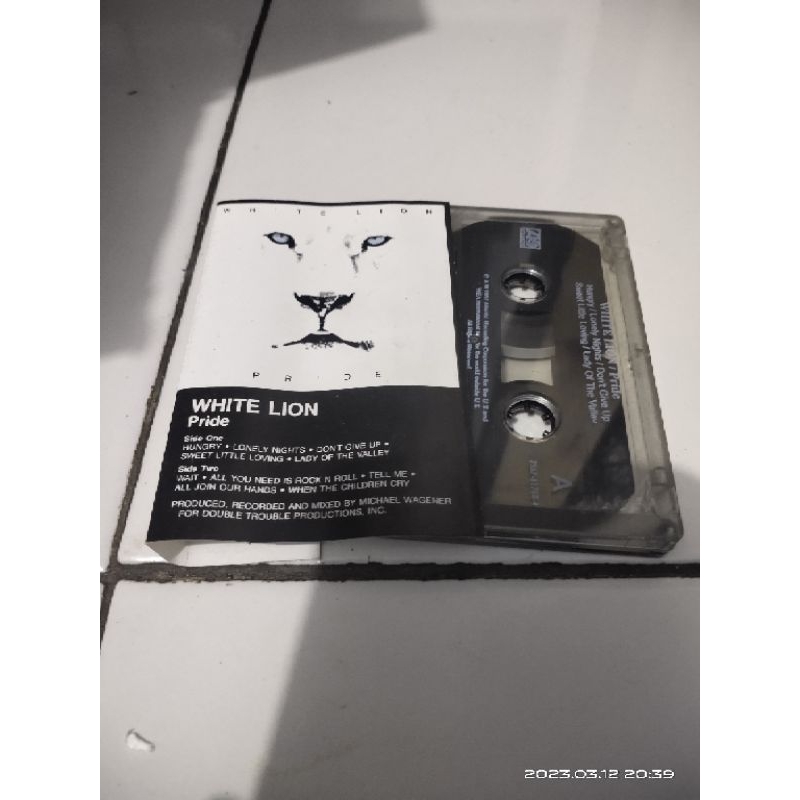 WHITE LION
PRIDE
WHITE LION
Pride
Side One
HUNGRY • LONELY NIGHTS • DON'T GIVE UP •
SWEET LITTLE LOVING • LADY OF THE VALLEY
Side Two
WAIT • ALL YOU NEED IS ROCK N ROLL • TELL ME •
ALL JOIN OUR HANDS • WHEN THE CHILDREN CRY
PRODUCED, RECORDED AND MIXED BY MICHAEL WAGENER
FOR DOUBLE TROUBLE PRODUCTIONS, INC.
WHITE LION / Pride
Hungry / Lonely Nights / Don't Give Up
Sweet Little Loving / Lady Of The Valley
A
2023.03.12 20:39